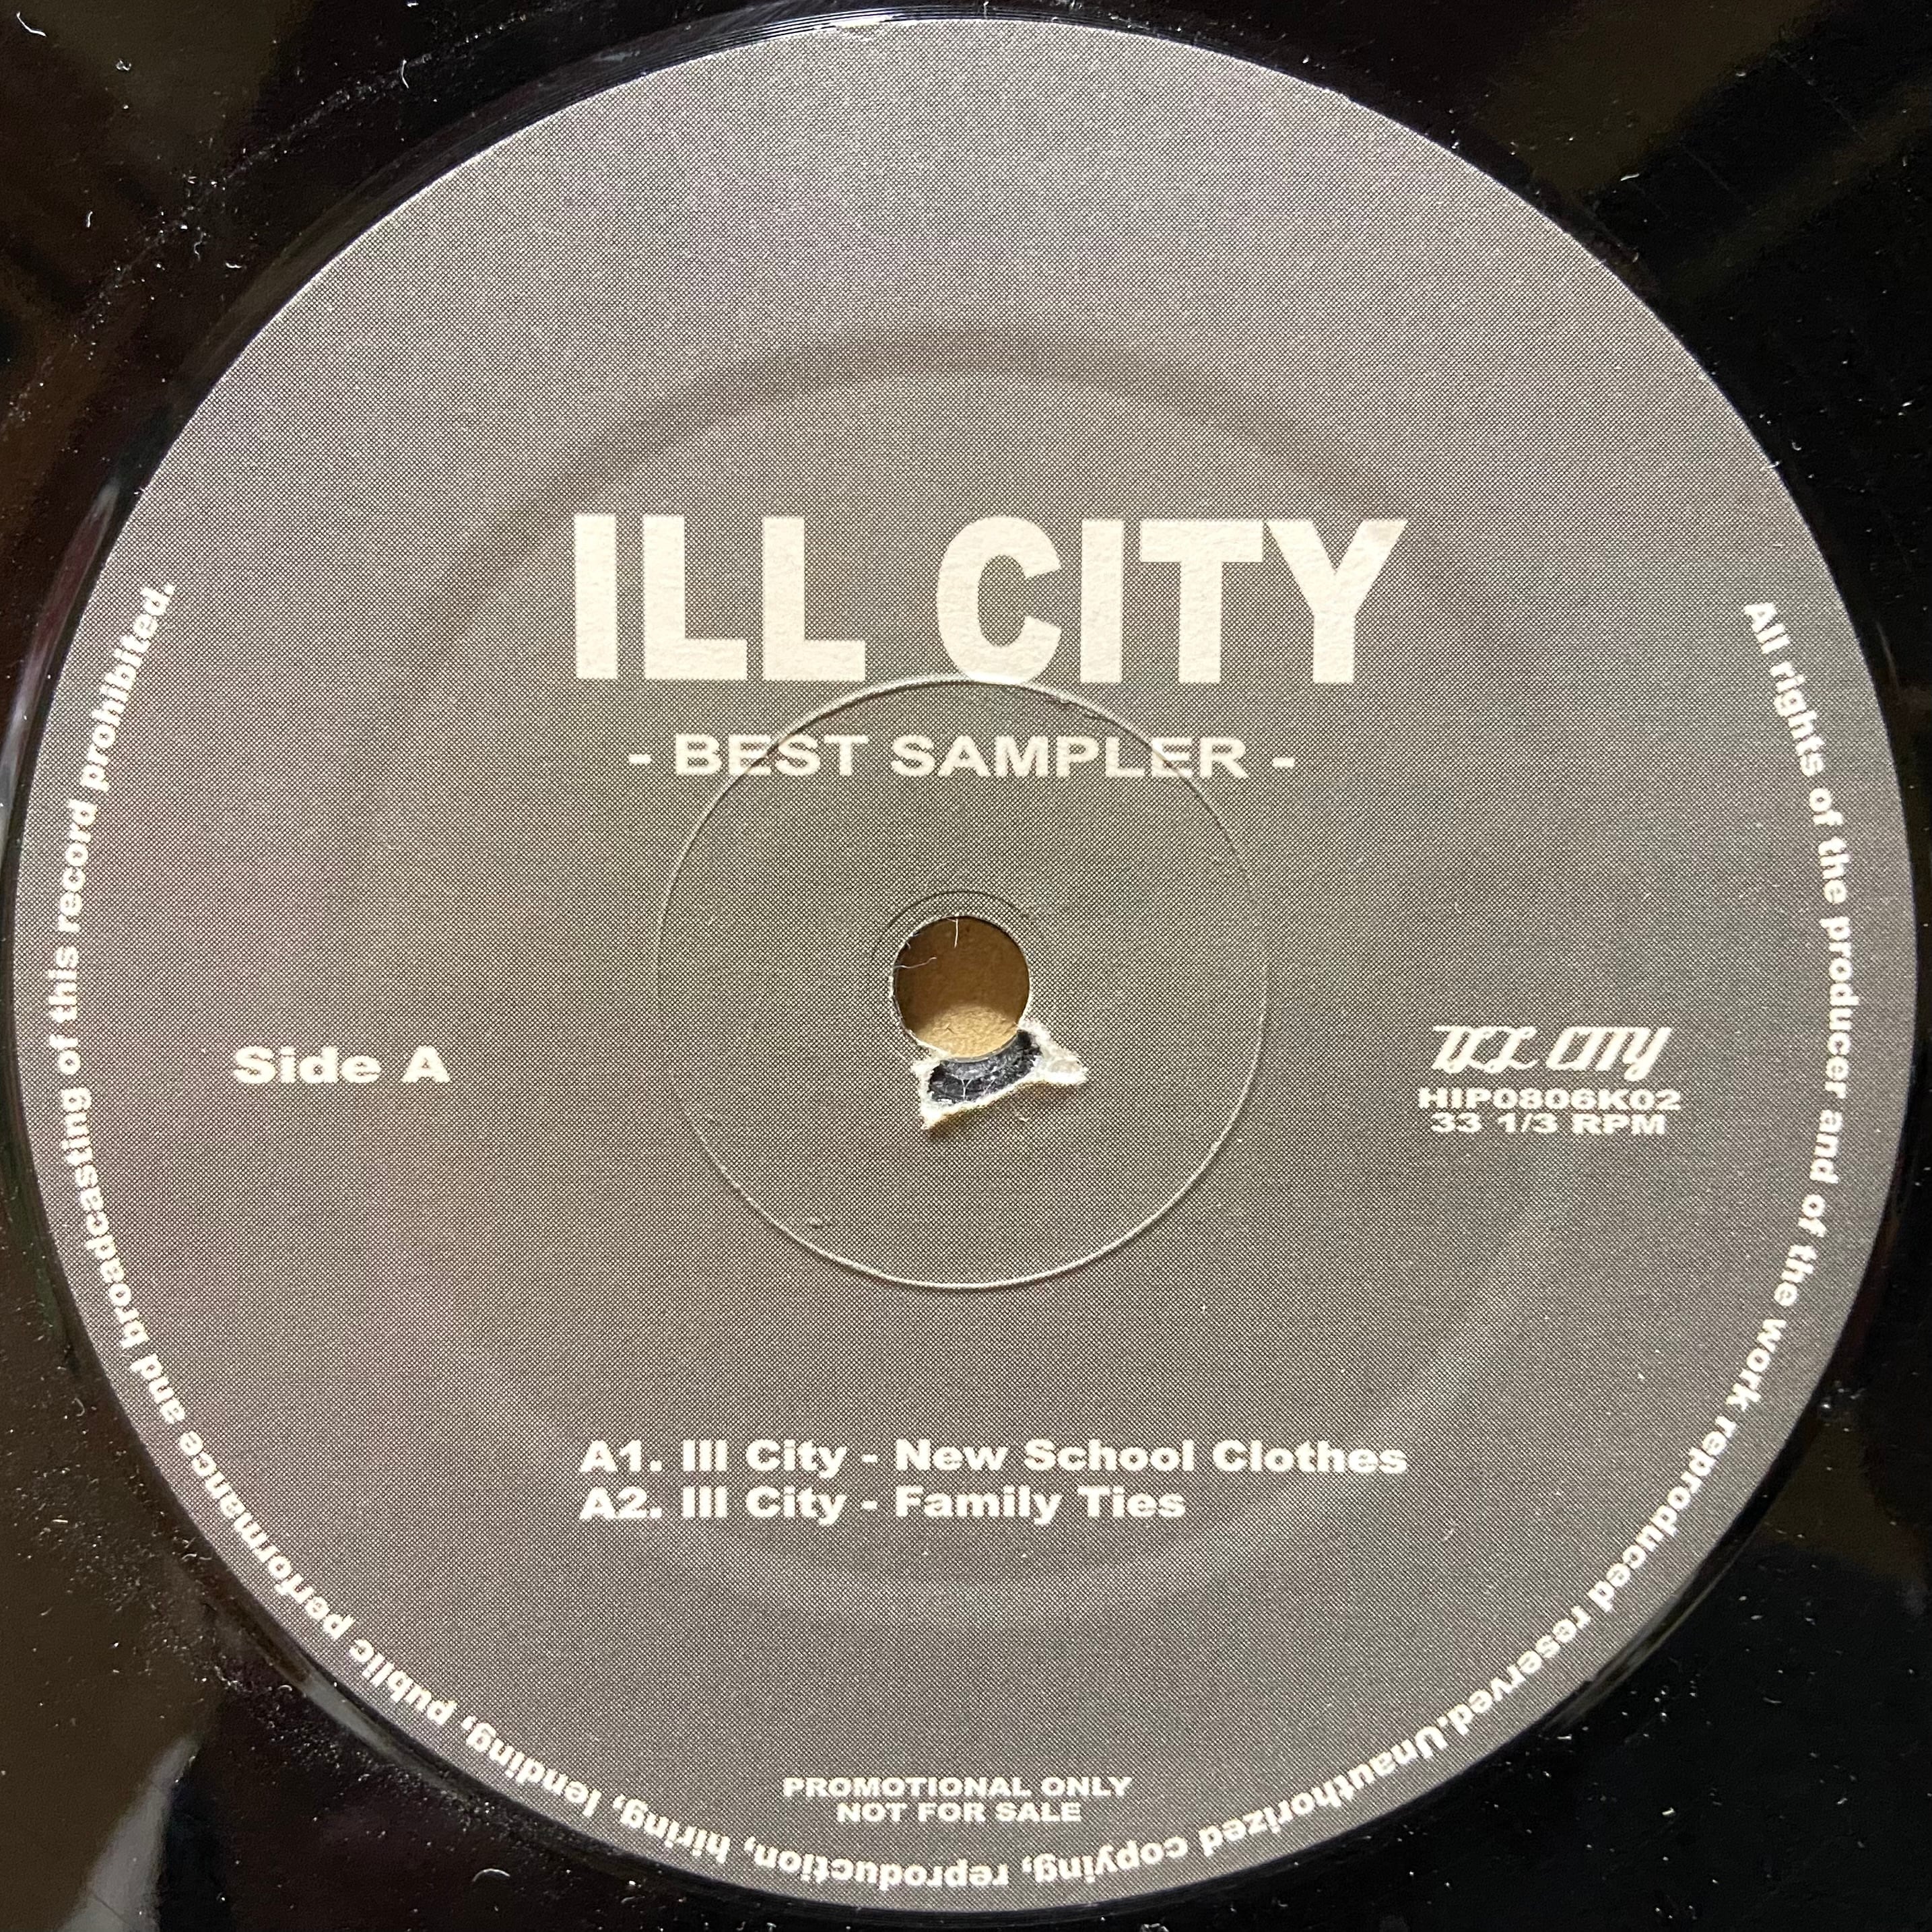 ILL CITY
- BEST SAMPLER -
Side A
ILL CITY
HIP0806K02
33 1/3 RPM
A1. Ill City - New School Clothes
A2. Ill City - Family Ties
PROMOTIONAL ONLY
NOT FOR SALE
All rights of the producer and of the work reproduced reserved.Unauthorized copying, reproduction, hiring, lending, public performance and broadcasting of this record prohibited.